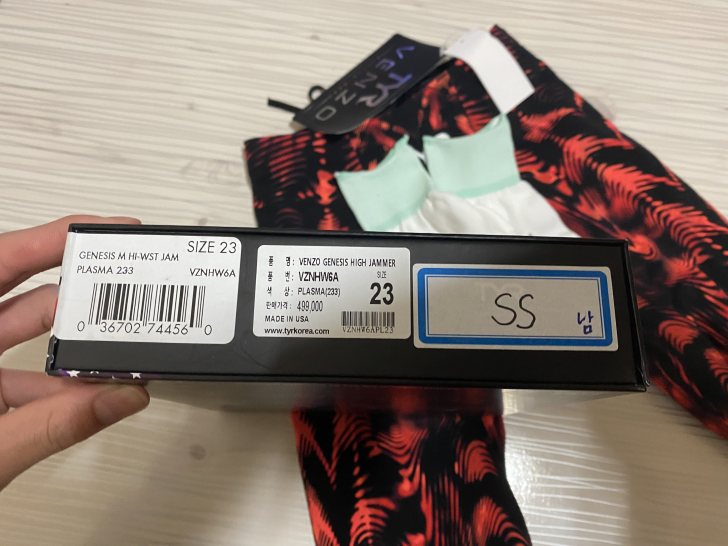 TYR
VENZO
GENESIS M HI-WST JAM
SIZE 23
PLASMA 233
VZNHW6A
0 36702 74456 0
품 명 : VENZO GENESIS HIGH JAMMER
품 번 : VZNHW6A
SIZE
색 상 : PLASMA(233)
23
판매가격 : 499,000
MADE IN USA
VZNHW6APL23
www.tyrkorea.com
SS
남